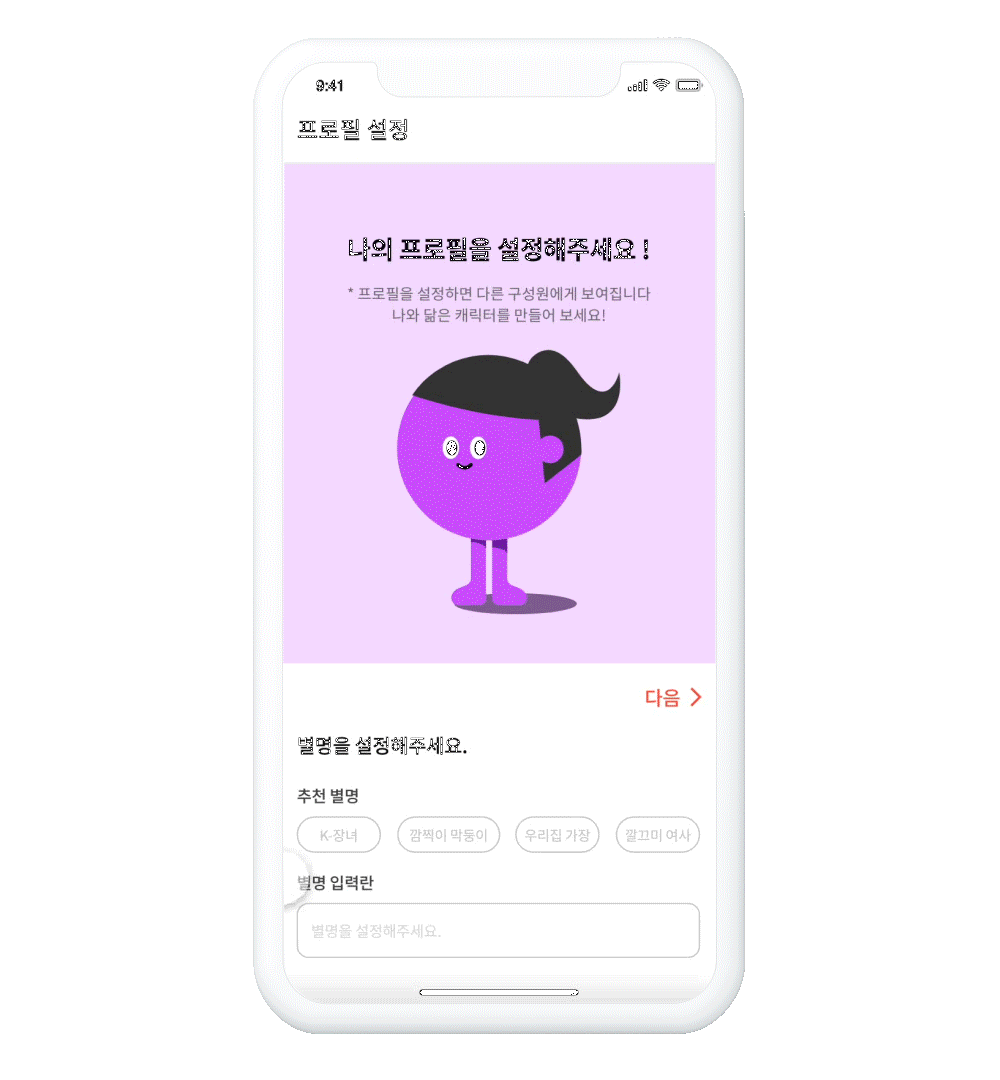 9:41
프로필 설정
나의 프로필을 설정해주세요 !
* 프로필을 설정하면 다른 구성원에게 보여집니다
나와 닮은 캐릭터를 만들어 보세요!
다음
별명을 설정해주세요.
추천 별명
K-장녀 깜찍이 막둥이 우리집 가장 깔끄미 여사
별명 입력란
별명을 설정해주세요.